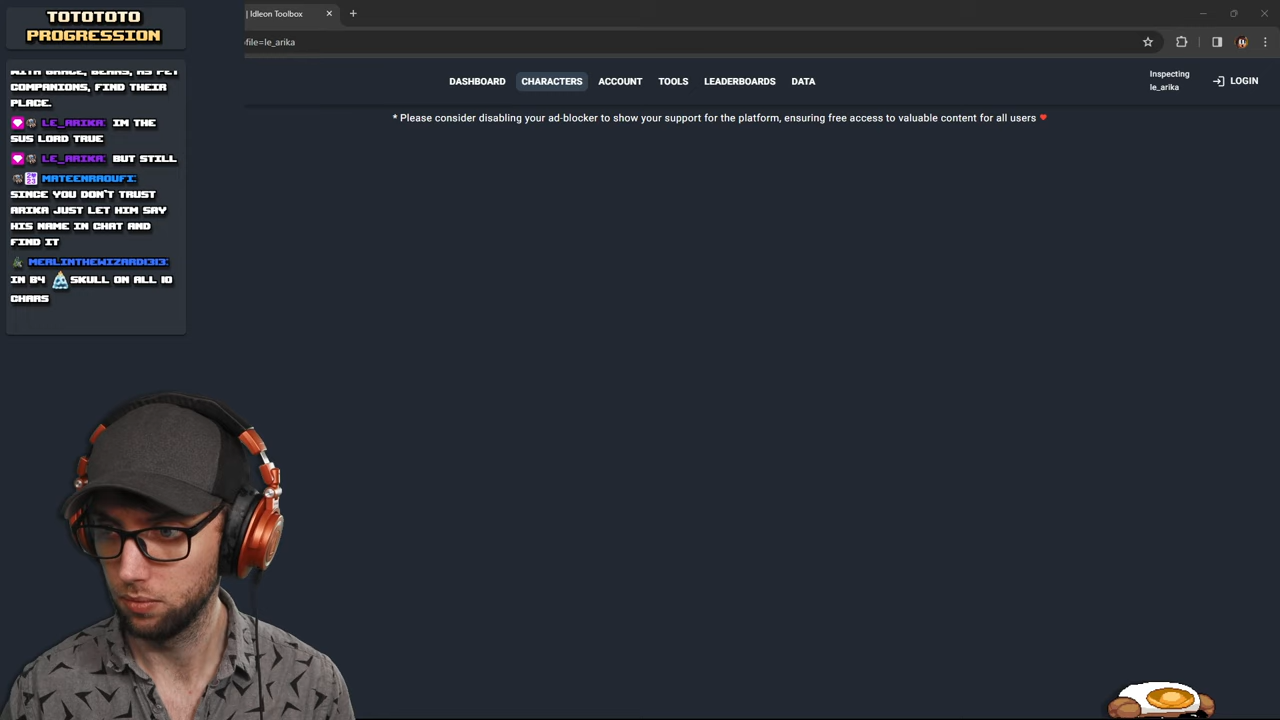 TOTOTOTO
PROGRESSION
| Idleon Toolbox
file=le_arika
DASHBOARD CHARACTERS ACCOUNT TOOLS LEADERBOARDS DATA
Inspecting
le_arika
LOGIN
* Please consider disabling your ad-blocker to show your support for the platform, ensuring free access to valuable content for all users
COMPANIONS, FIND THEIR
PLACE.
LE_ARIKA: IM THE
SUS LORD TRUE
LE_ARIKA: BUT STILL
MATEENRAOUFI:
SINCE YOU DON'T TRUST
ARIKA JUST LET HIM SAY
HIS NAME IN CHAT AND
FIND IT
MERLINTHEWIZARD1313:
IN B4 SKULL ON ALL 10
CHARS